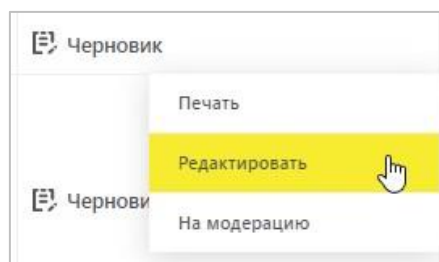 Черновик
Печать
Редактировать
Чернови
На модерацию